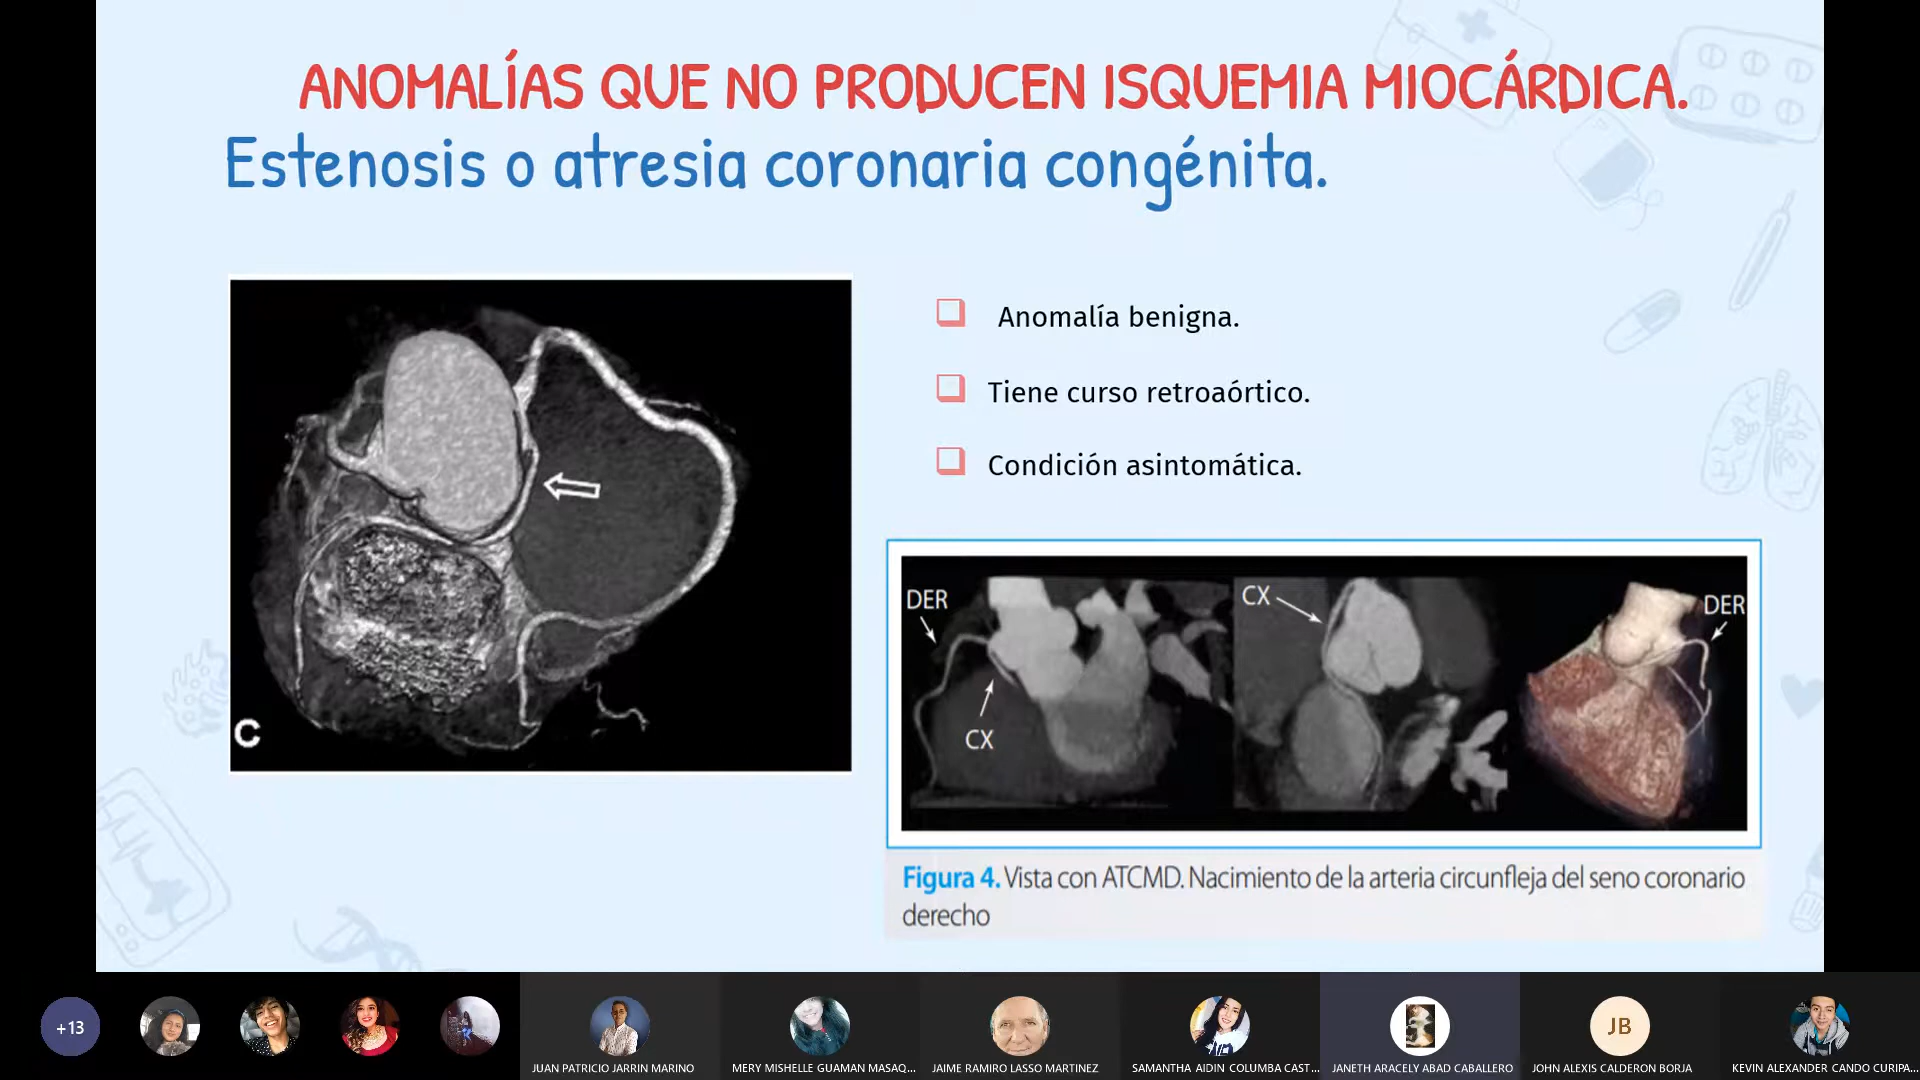 ANOMALÍAS QUE NO PRODUCEN ISQUEMIA MIOCÁRDICA.
Estenosis o atresia coronaria congénita.
C
Anomalía benigna.
Tiene curso retroaórtico.
Condición asintomática.
DER
CX
CX
DER
Figura 4. Vista con ATCMD. Nacimiento de la arteria circunfleja del seno coronario
derecho
+13
JUAN PATRICIO JARRIN MARINO
MERY MISHELLE GUAMAN MASAQ...
JAIME RAMIRO LASSO MARTINEZ
SAMANTHA AIDIN COLUMBA CAST...
JANETH ARACELY ABAD CABALLERO
JB
JOHN ALEXIS CALDERON BORJA
KEVIN ALEXANDER CANDO CURIPA...